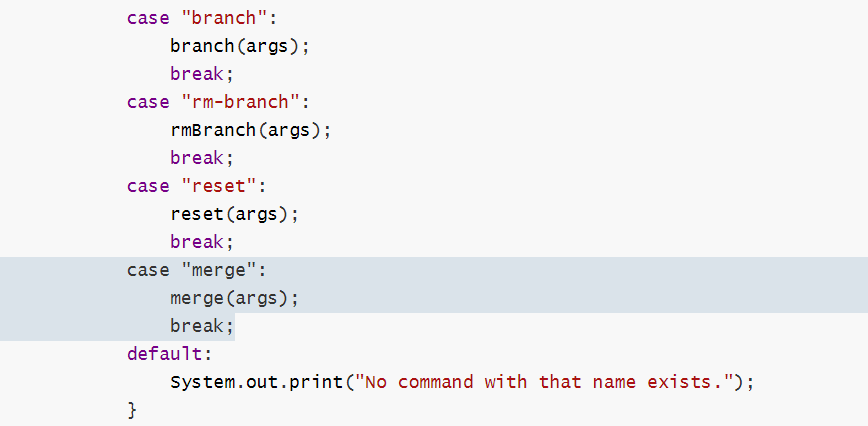 case "branch":
branch(args);
break;
case "rm-branch":
rmBranch(args);
break;
case "reset":
reset(args);
break;
case "merge":
merge(args);
break;
default:
System.out.print("No command with that name exists.");
}